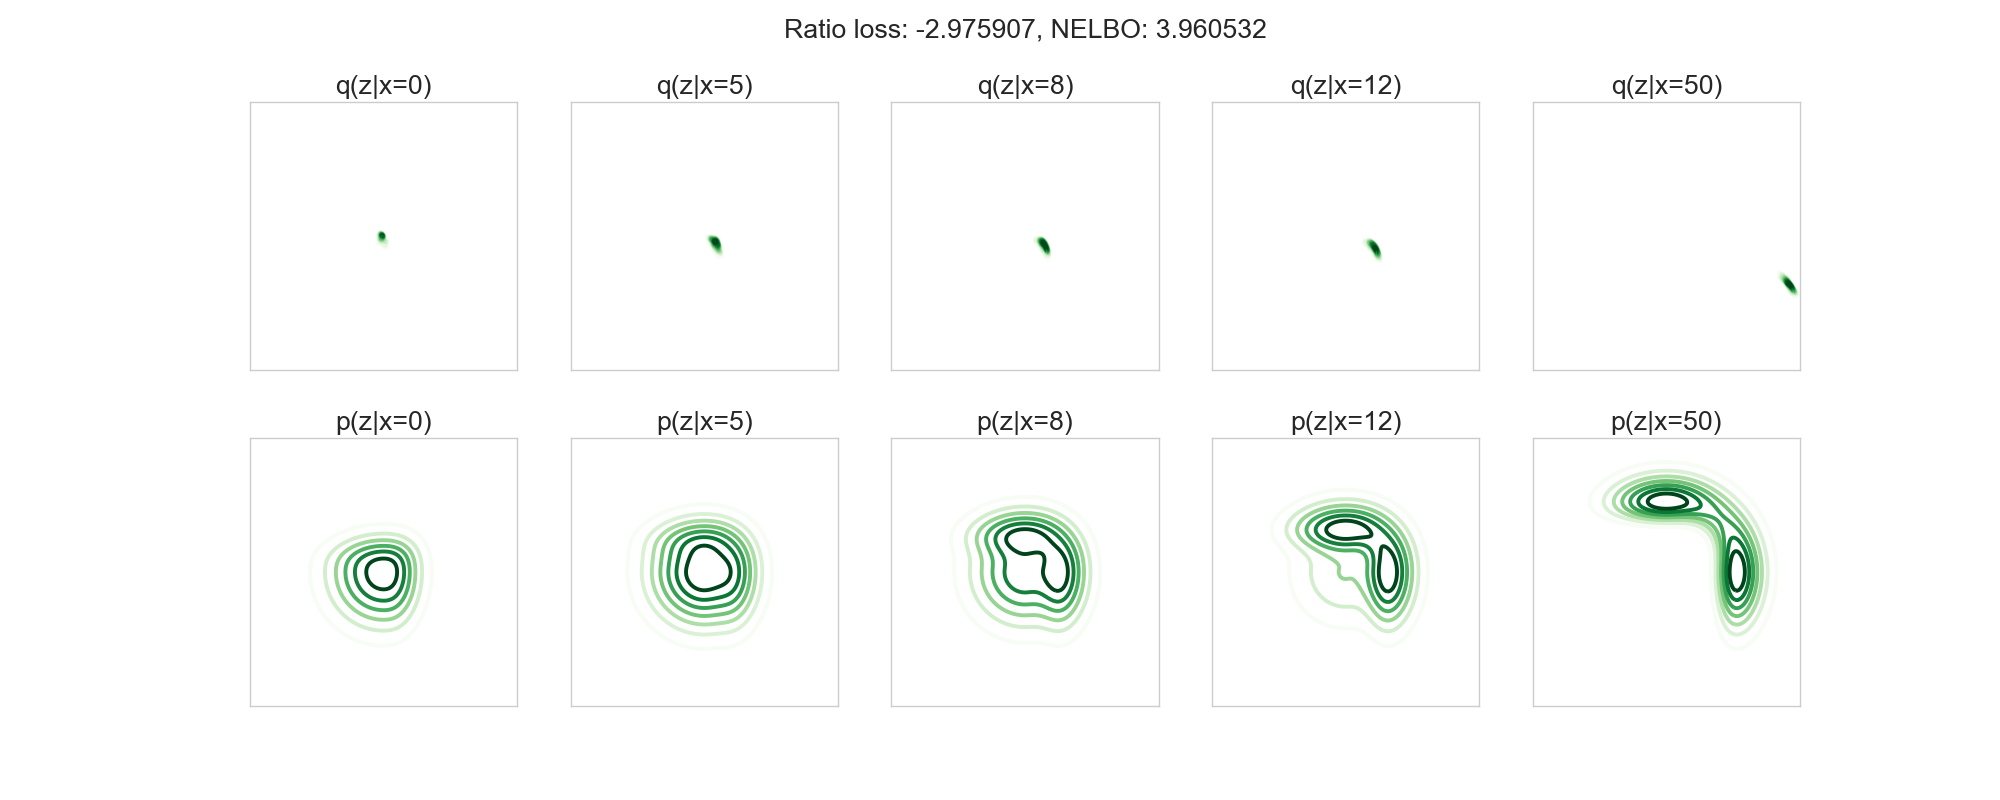 Ratio loss: -2.975907, NELBO: 3.960532
q(z|x=0) q(z|x=5) q(z|x=8) q(z|x=12) q(z|x=50)
p(z|x=0) p(z|x=5) p(z|x=8) p(z|x=12) p(z|x=50)